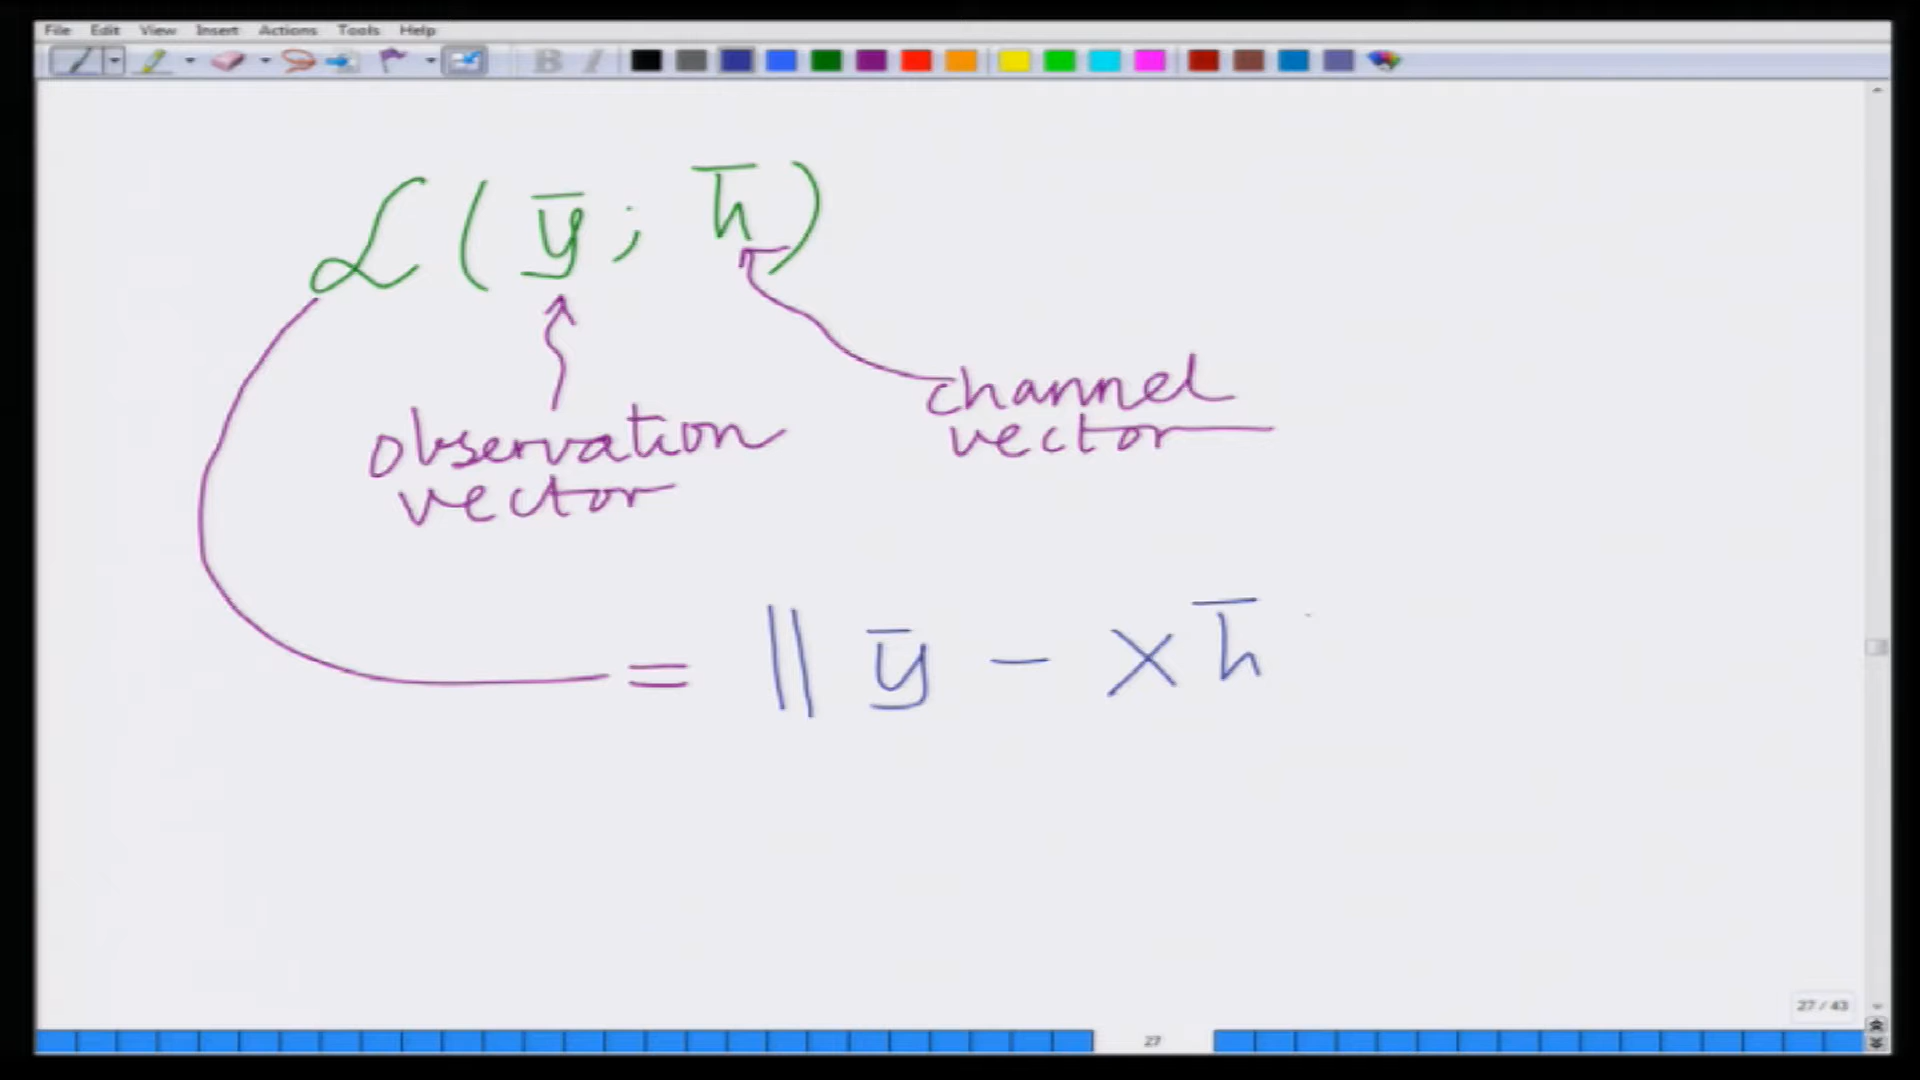 File Edit View Insert Actions Tools Help
B I
ℒ(ȳ; h̄)
channel
vector
observation
vector
= || ȳ - X h̄
27 / 43
27